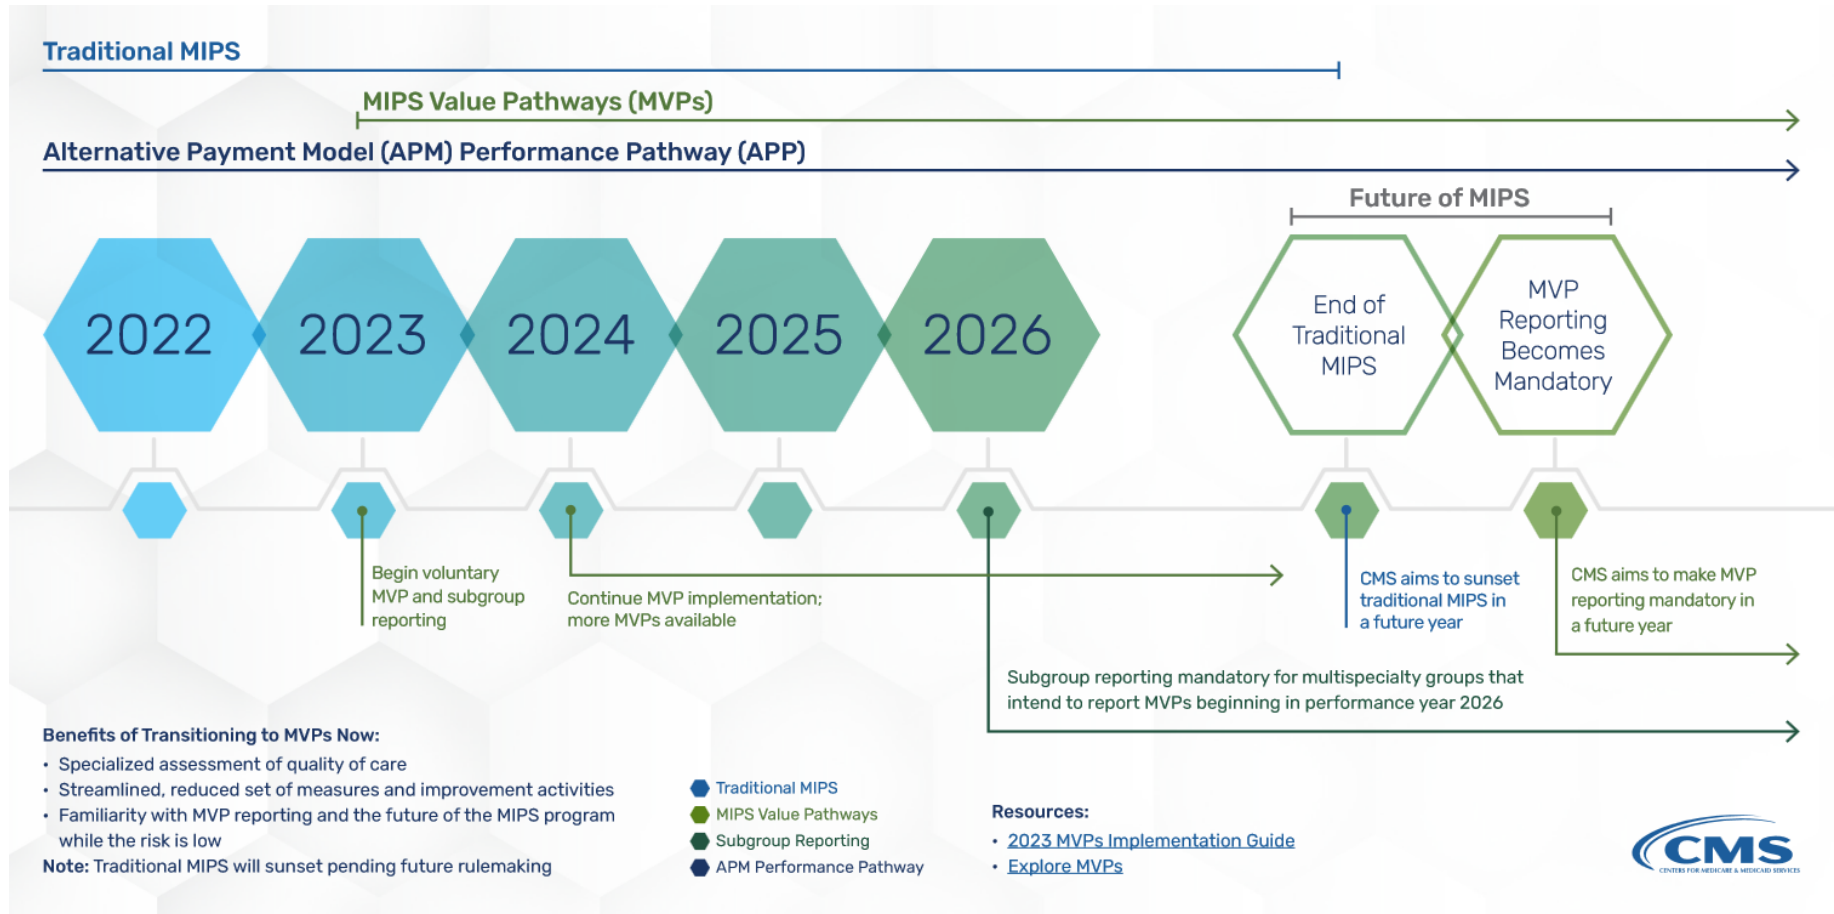 Traditional MIPS
MIPS Value Pathways (MVPs)
Alternative Payment Model (APM) Performance Pathway (APP)
Future of MIPS
2022
2023
2024
2025
2026
End of
Traditional
MIPS
MVP
Reporting
Becomes
Mandatory
Begin voluntary
MVP and subgroup
reporting
Continue MVP implementation;
more MVPs available
CMS aims to sunset
traditional MIPS in
a future year
CMS aims to make MVP
reporting mandatory in
a future year
Subgroup reporting mandatory for multispecialty groups that
intend to report MVPs beginning in performance year 2026
Benefits of Transitioning to MVPs Now:
• Specialized assessment of quality of care
• Streamlined, reduced set of measures and improvement activities
• Familiarity with MVP reporting and the future of the MIPS program
while the risk is low
Note: Traditional MIPS will sunset pending future rulemaking
Traditional MIPS
MIPS Value Pathways
Subgroup Reporting
APM Performance Pathway
Resources:
• 2023 MVPs Implementation Guide
• Explore MVPs
CMS
CENTERS FOR MEDICARE & MEDICAID SERVICES